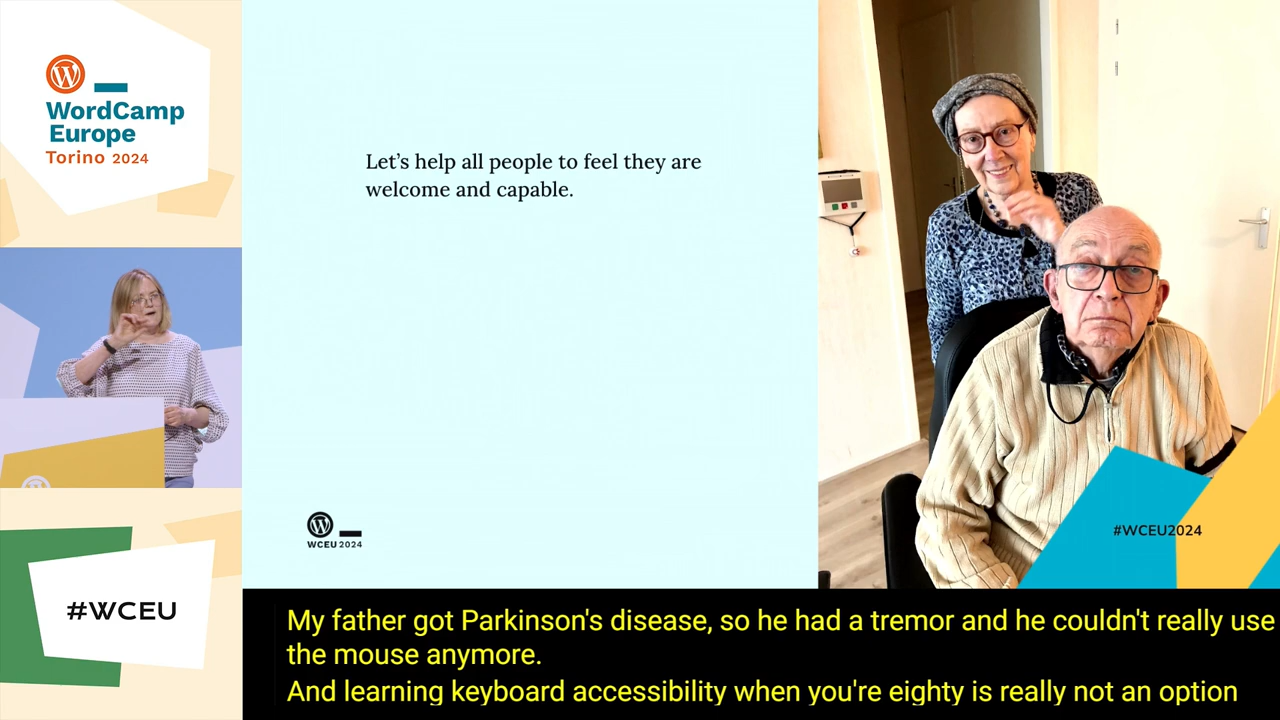 WordCamp
Europe
Torino 2024
Let's help all people to feel they are
welcome and capable.
WCEU 2024
#WCEU2024
#WCEU
My father got Parkinson's disease, so he had a tremor and he couldn't really use
the mouse anymore.
And learning keyboard accessibility when you're eighty is really not an option